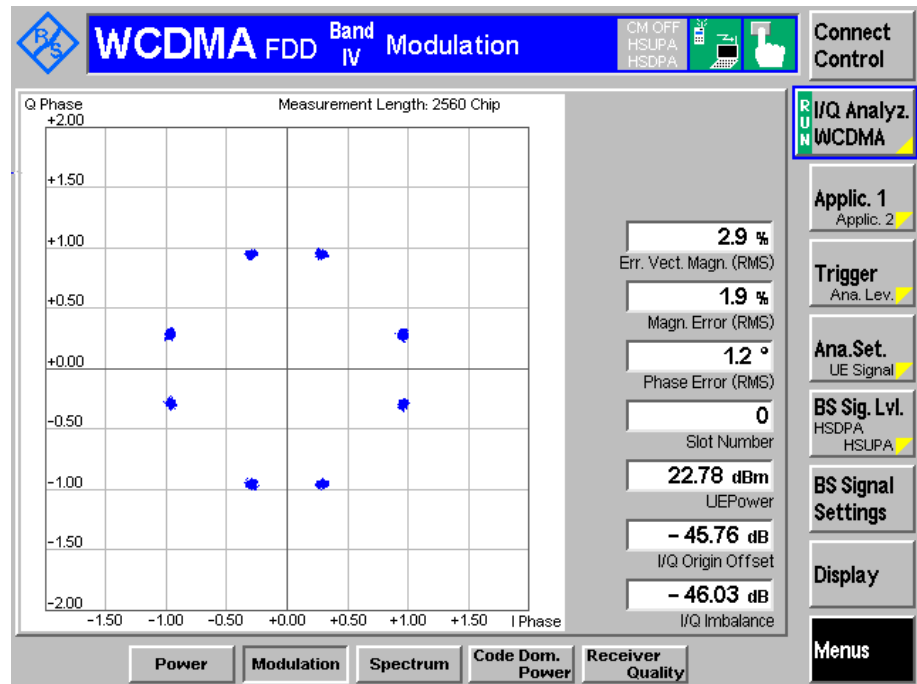 R&S
WCDMA FDD Band IV Modulation
CM OFF
HSUPA
HSDPA
Connect
Control
Q Phase
Measurement Length: 2560 Chip
+2.00
+1.50
+1.00
+0.50
+0.00
-0.50
-1.00
-1.50
-2.00
-1.50 -1.00 -0.50 +0.00 +0.50 +1.00 +1.50 I Phase
2.9 %
Err. Vect. Magn. (RMS)
1.9 %
Magn. Error (RMS)
1.2 °
Phase Error (RMS)
0
Slot Number
22.78 dBm
UEPower
- 45.76 dB
I/Q Origin Offset
- 46.03 dB
I/Q Imbalance
RUN
I/Q Analyz.
WCDMA
Applic. 1
Applic. 2
Trigger
Ana. Lev.
Ana.Set.
UE Signal
BS Sig. Lvl.
HSDPA
HSUPA
BS Signal
Settings
Display
Menus
Power
Modulation
Spectrum
Code Dom.
Power
Receiver
Quality